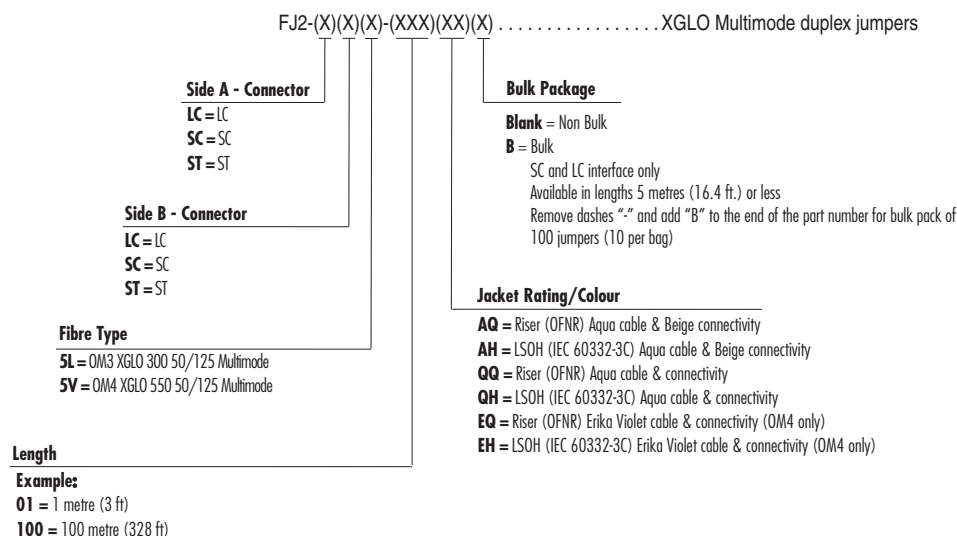 FJ2-(X)(X)(X)-(XXX)(XX)(X) . . . . . . . . . . . . . . . . . XGLO Multimode duplex jumpers
Side A - Connector
LC = LC
SC = SC
ST = ST
Side B - Connector
LC = LC
SC = SC
ST = ST
Fibre Type
5L = OM3 XGLO 300 50/125 Multimode
5V = OM4 XGLO 550 50/125 Multimode
Length
Example:
01 = 1 metre (3 ft)
100 = 100 metre (328 ft)
Bulk Package
Blank = Non Bulk
B = Bulk
SC and LC interface only
Available in lengths 5 metres (16.4 ft.) or less
Remove dashes “-” and add “B” to the end of the part number for bulk pack of
100 jumpers (10 per bag)
Jacket Rating/Colour
AQ = Riser (OFNR) Aqua cable & Beige connectivity
AH = LSOH (IEC 60332-3C) Aqua cable & Beige connectivity
QQ = Riser (OFNR) Aqua cable & connectivity
QH = LSOH (IEC 60332-3C) Aqua cable & connectivity
EQ = Riser (OFNR) Erika Violet cable & connectivity (OM4 only)
EH = LSOH (IEC 60332-3C) Erika Violet cable & connectivity (OM4 only)